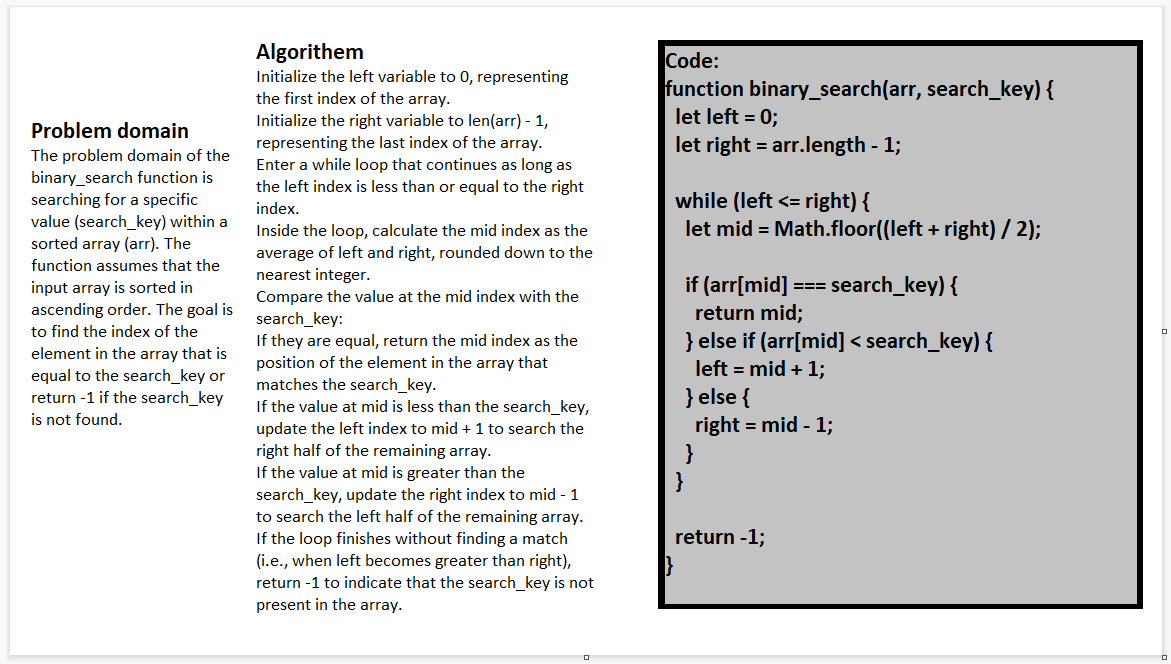 Problem domain
The problem domain of the
binary_search function is
searching for a specific
value (search_key) within a
sorted array (arr). The
function assumes that the
input array is sorted in
ascending order. The goal is
to find the index of the
element in the array that is
equal to the search_key or
return -1 if the search_key
is not found.
Algorithem
Initialize the left variable to 0, representing
the first index of the array.
Initialize the right variable to len(arr) - 1,
representing the last index of the array.
Enter a while loop that continues as long as
the left index is less than or equal to the right
index.
Inside the loop, calculate the mid index as the
average of left and right, rounded down to the
nearest integer.
Compare the value at the mid index with the
search_key:
If they are equal, return the mid index as the
position of the element in the array that
matches the search_key.
If the value at mid is less than the search_key,
update the left index to mid + 1 to search the
right half of the remaining array.
If the value at mid is greater than the
search_key, update the right index to mid - 1
to search the left half of the remaining array.
If the loop finishes without finding a match
(i.e., when left becomes greater than right),
return -1 to indicate that the search_key is not
present in the array.
Code:
function binary_search(arr, search_key) {
let left = 0;
let right = arr.length - 1;
while (left <= right) {
let mid = Math.floor((left + right) / 2);
if (arr[mid] === search_key) {
return mid;
} else if (arr[mid] < search_key) {
left = mid + 1;
} else {
right = mid - 1;
}
}
return -1;
}